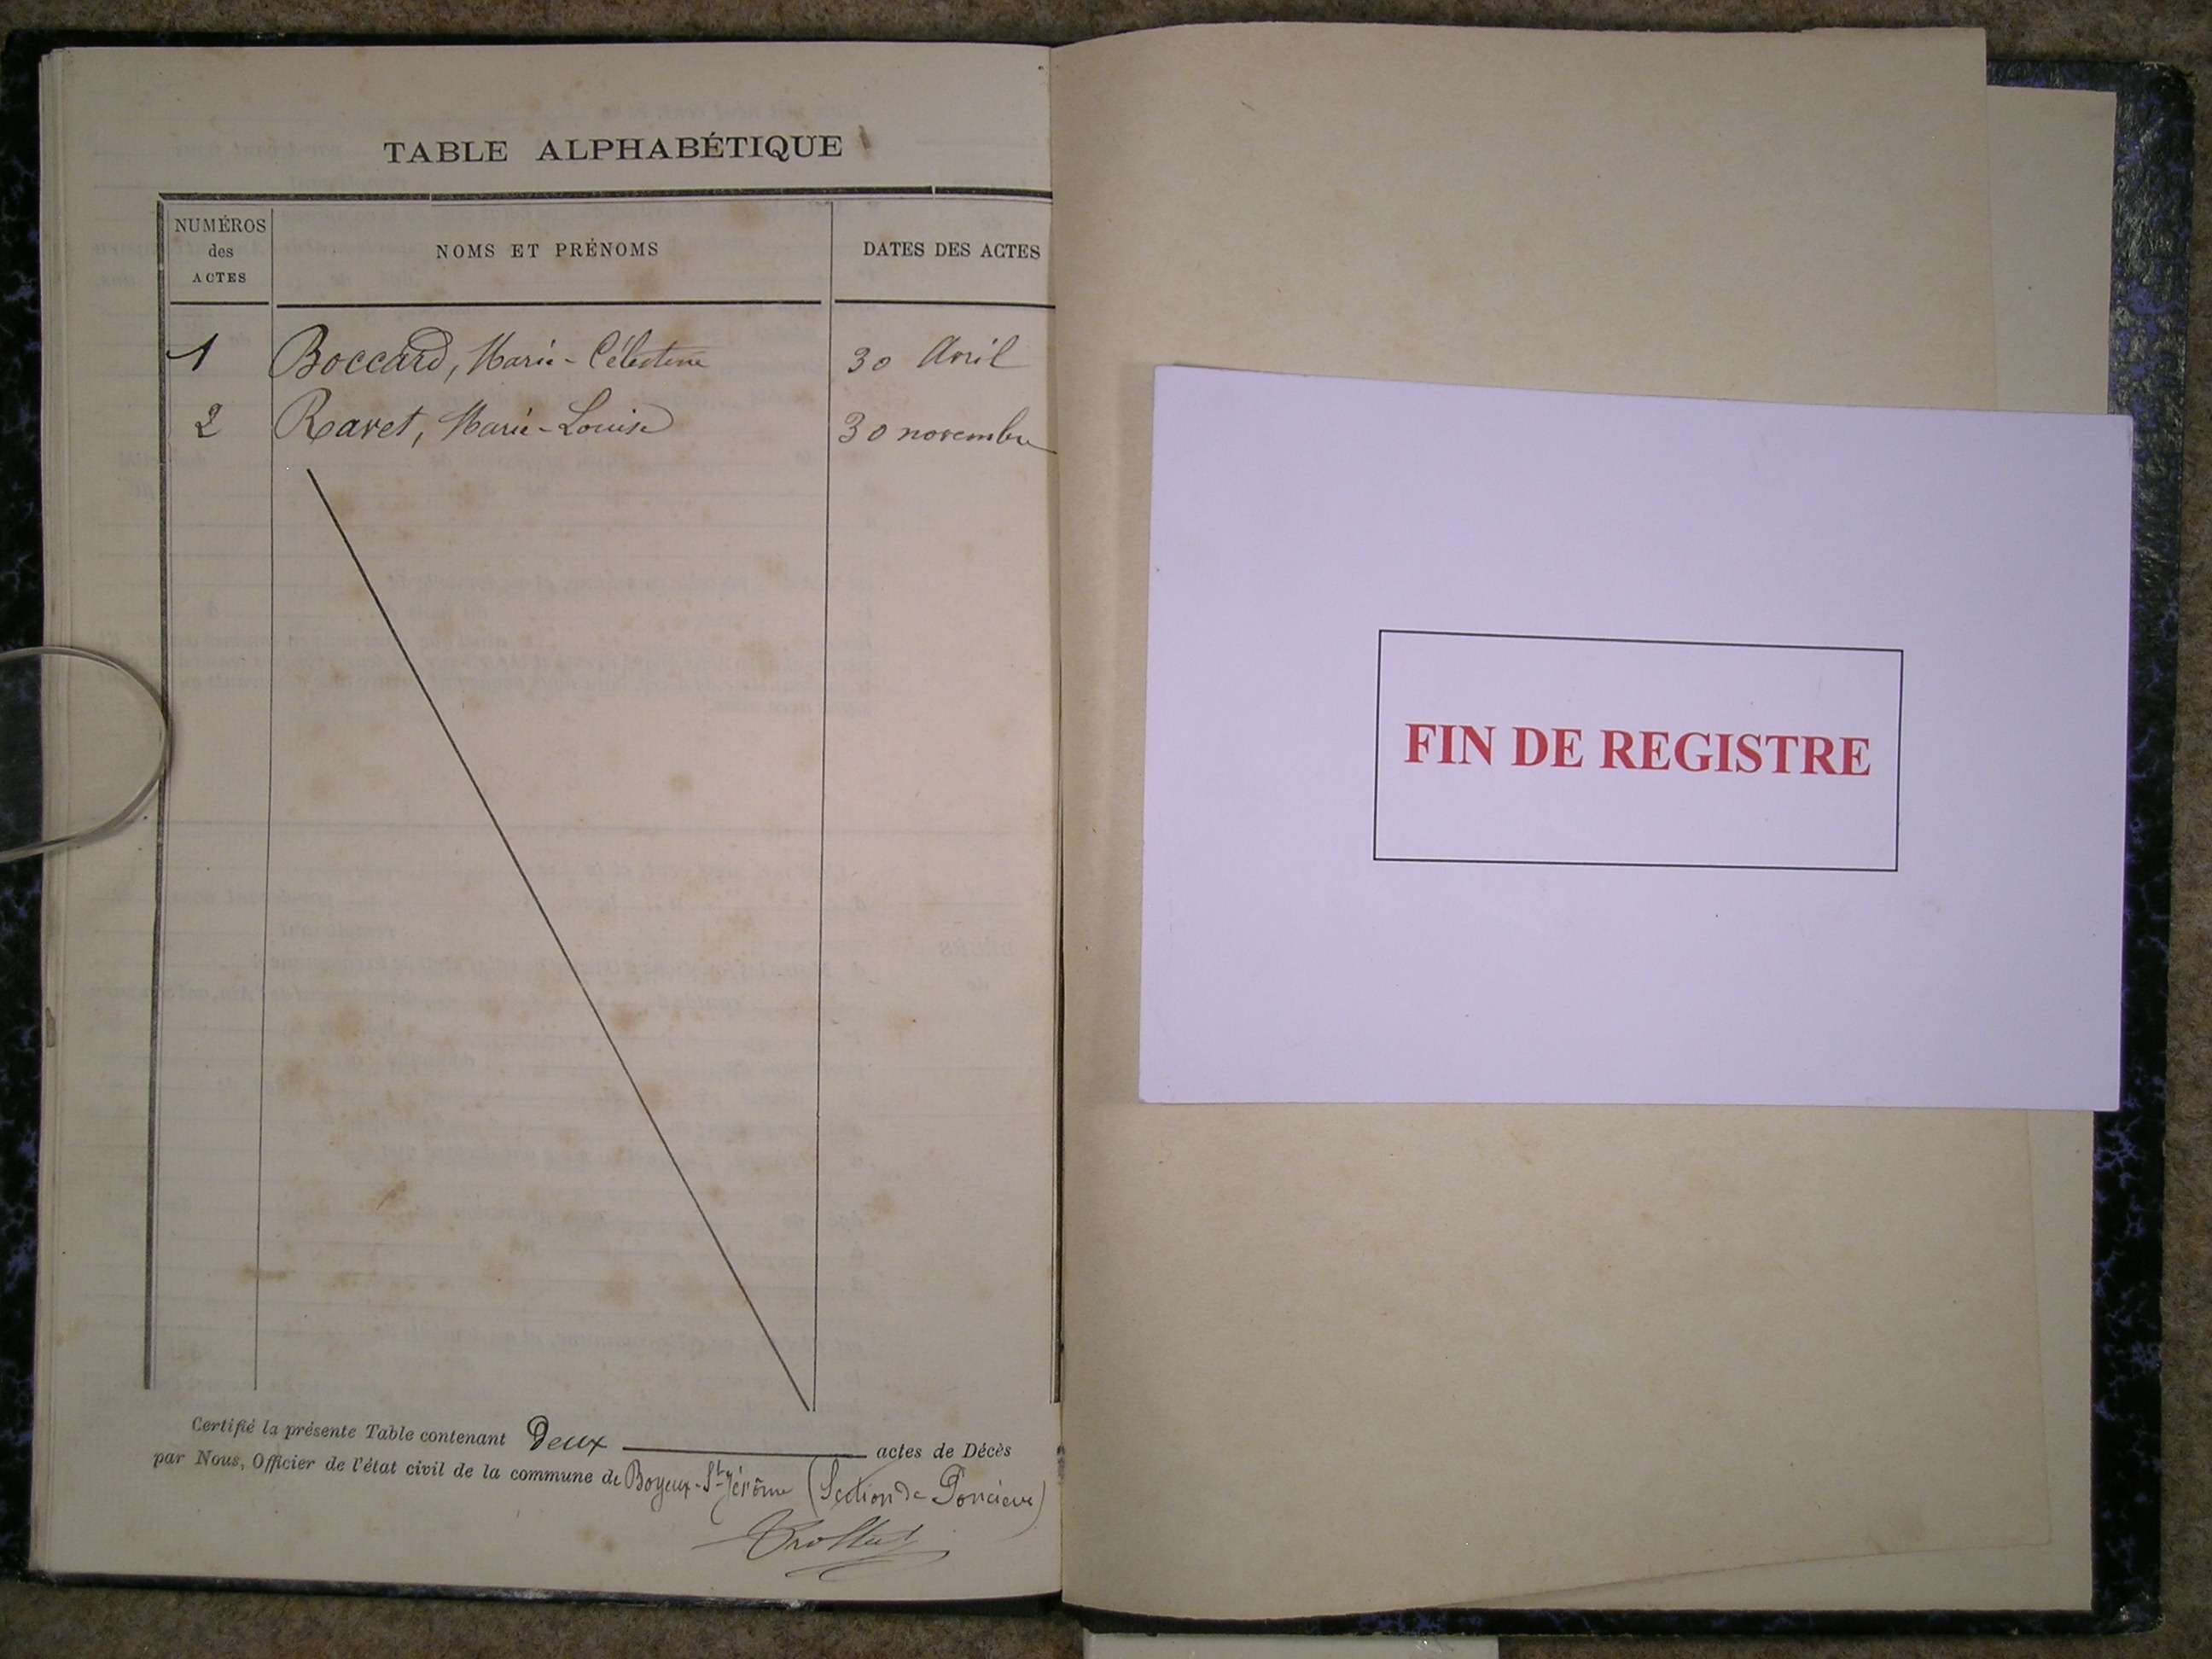 TABLE ALPHABÉTIQUE
NUMÉROS
des
ACTES
NOMS ET PRÉNOMS
DATES DES ACTES
1 Boccard, Marie-Célestine 30 Avril
2 Ravet, Marie-Louise 30 novembre
Certifié la présente Table contenant Deux actes de Décès
par Nous, Officier de l'état civil de la commune de Boyeux-St-Jérôme (Section de Poncieux)
FIN DE REGISTRE